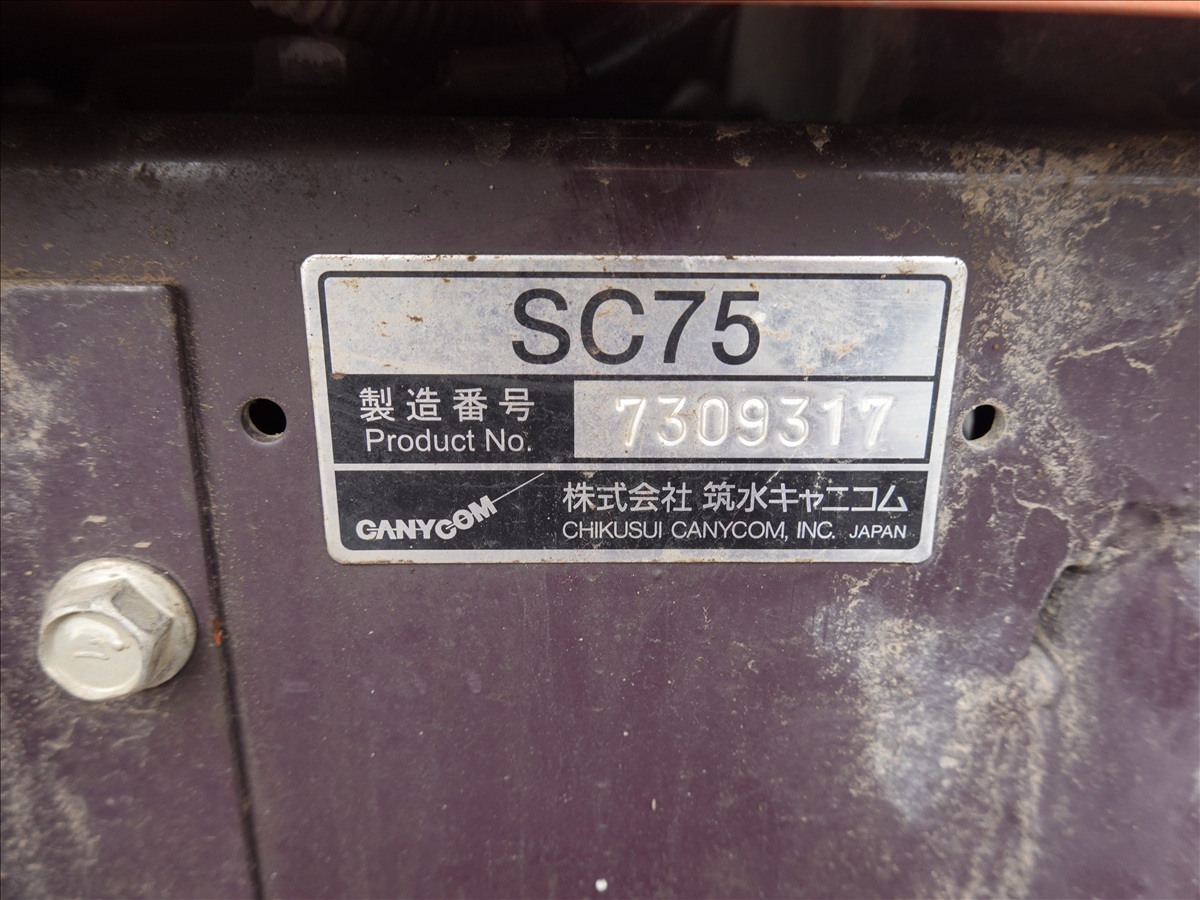 SC75
製造番号 7309317
Product No.
CANYCOM 株式会社 筑水キャニコム
CHIKUSUI CANYCOM, INC. JAPAN